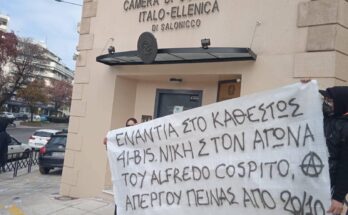 CAMERA DI
ITALO-ELLENICA
DI SALONICCO
ΕΝΑΝΤΙΑ ΣΤΟ ΚΑΘΕΣΤΩΣ
41-BIS. ΝΙΚΗ ΣΤΟΝ ΑΓΩΝΑ
ΤΟΥ ALFREDO COSPITO,
ΑΠΕΡΓΟΥ ΠΕΙΝΑΣ ΑΠΟ 20/10